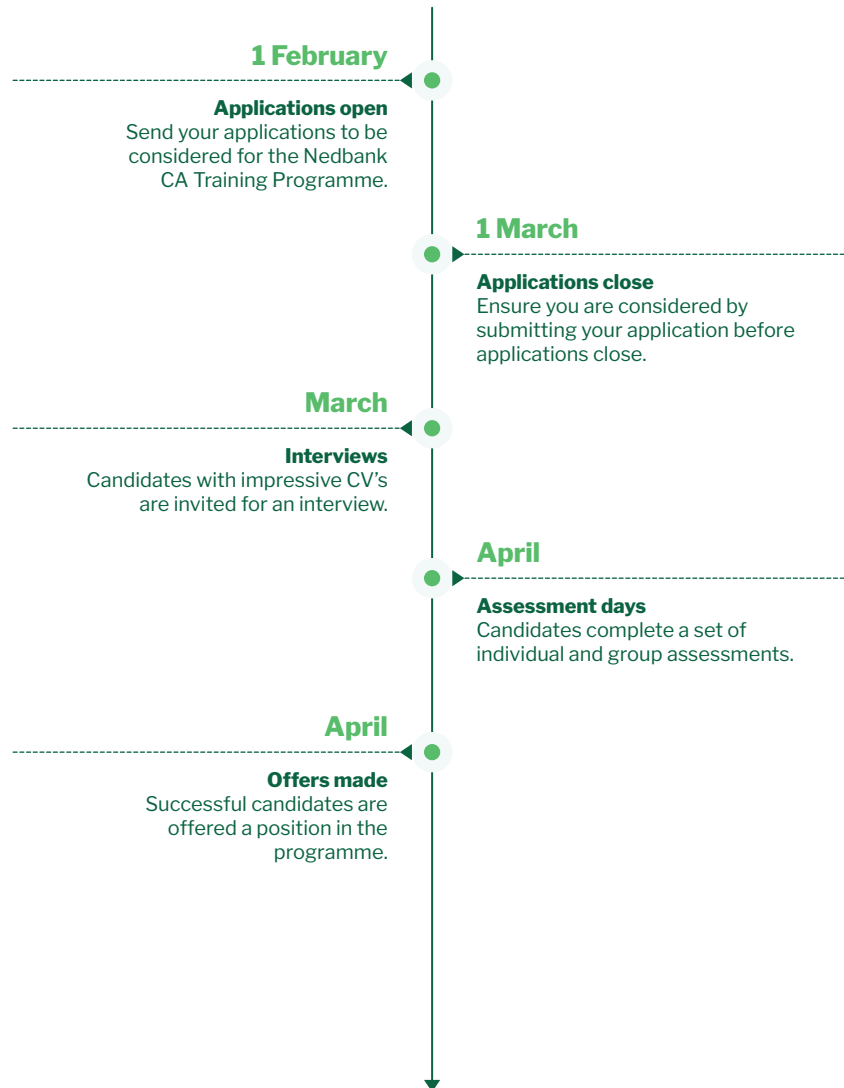 1 February
Applications open
Send your applications to be
considered for the Nedbank
CA Training Programme.
1 March
Applications close
Ensure you are considered by
submitting your application before
applications close.
March
Interviews
Candidates with impressive CV's
are invited for an interview.
April
Assessment days
Candidates complete a set of
individual and group assessments.
April
Offers made
Successful candidates are
offered a position in the
programme.